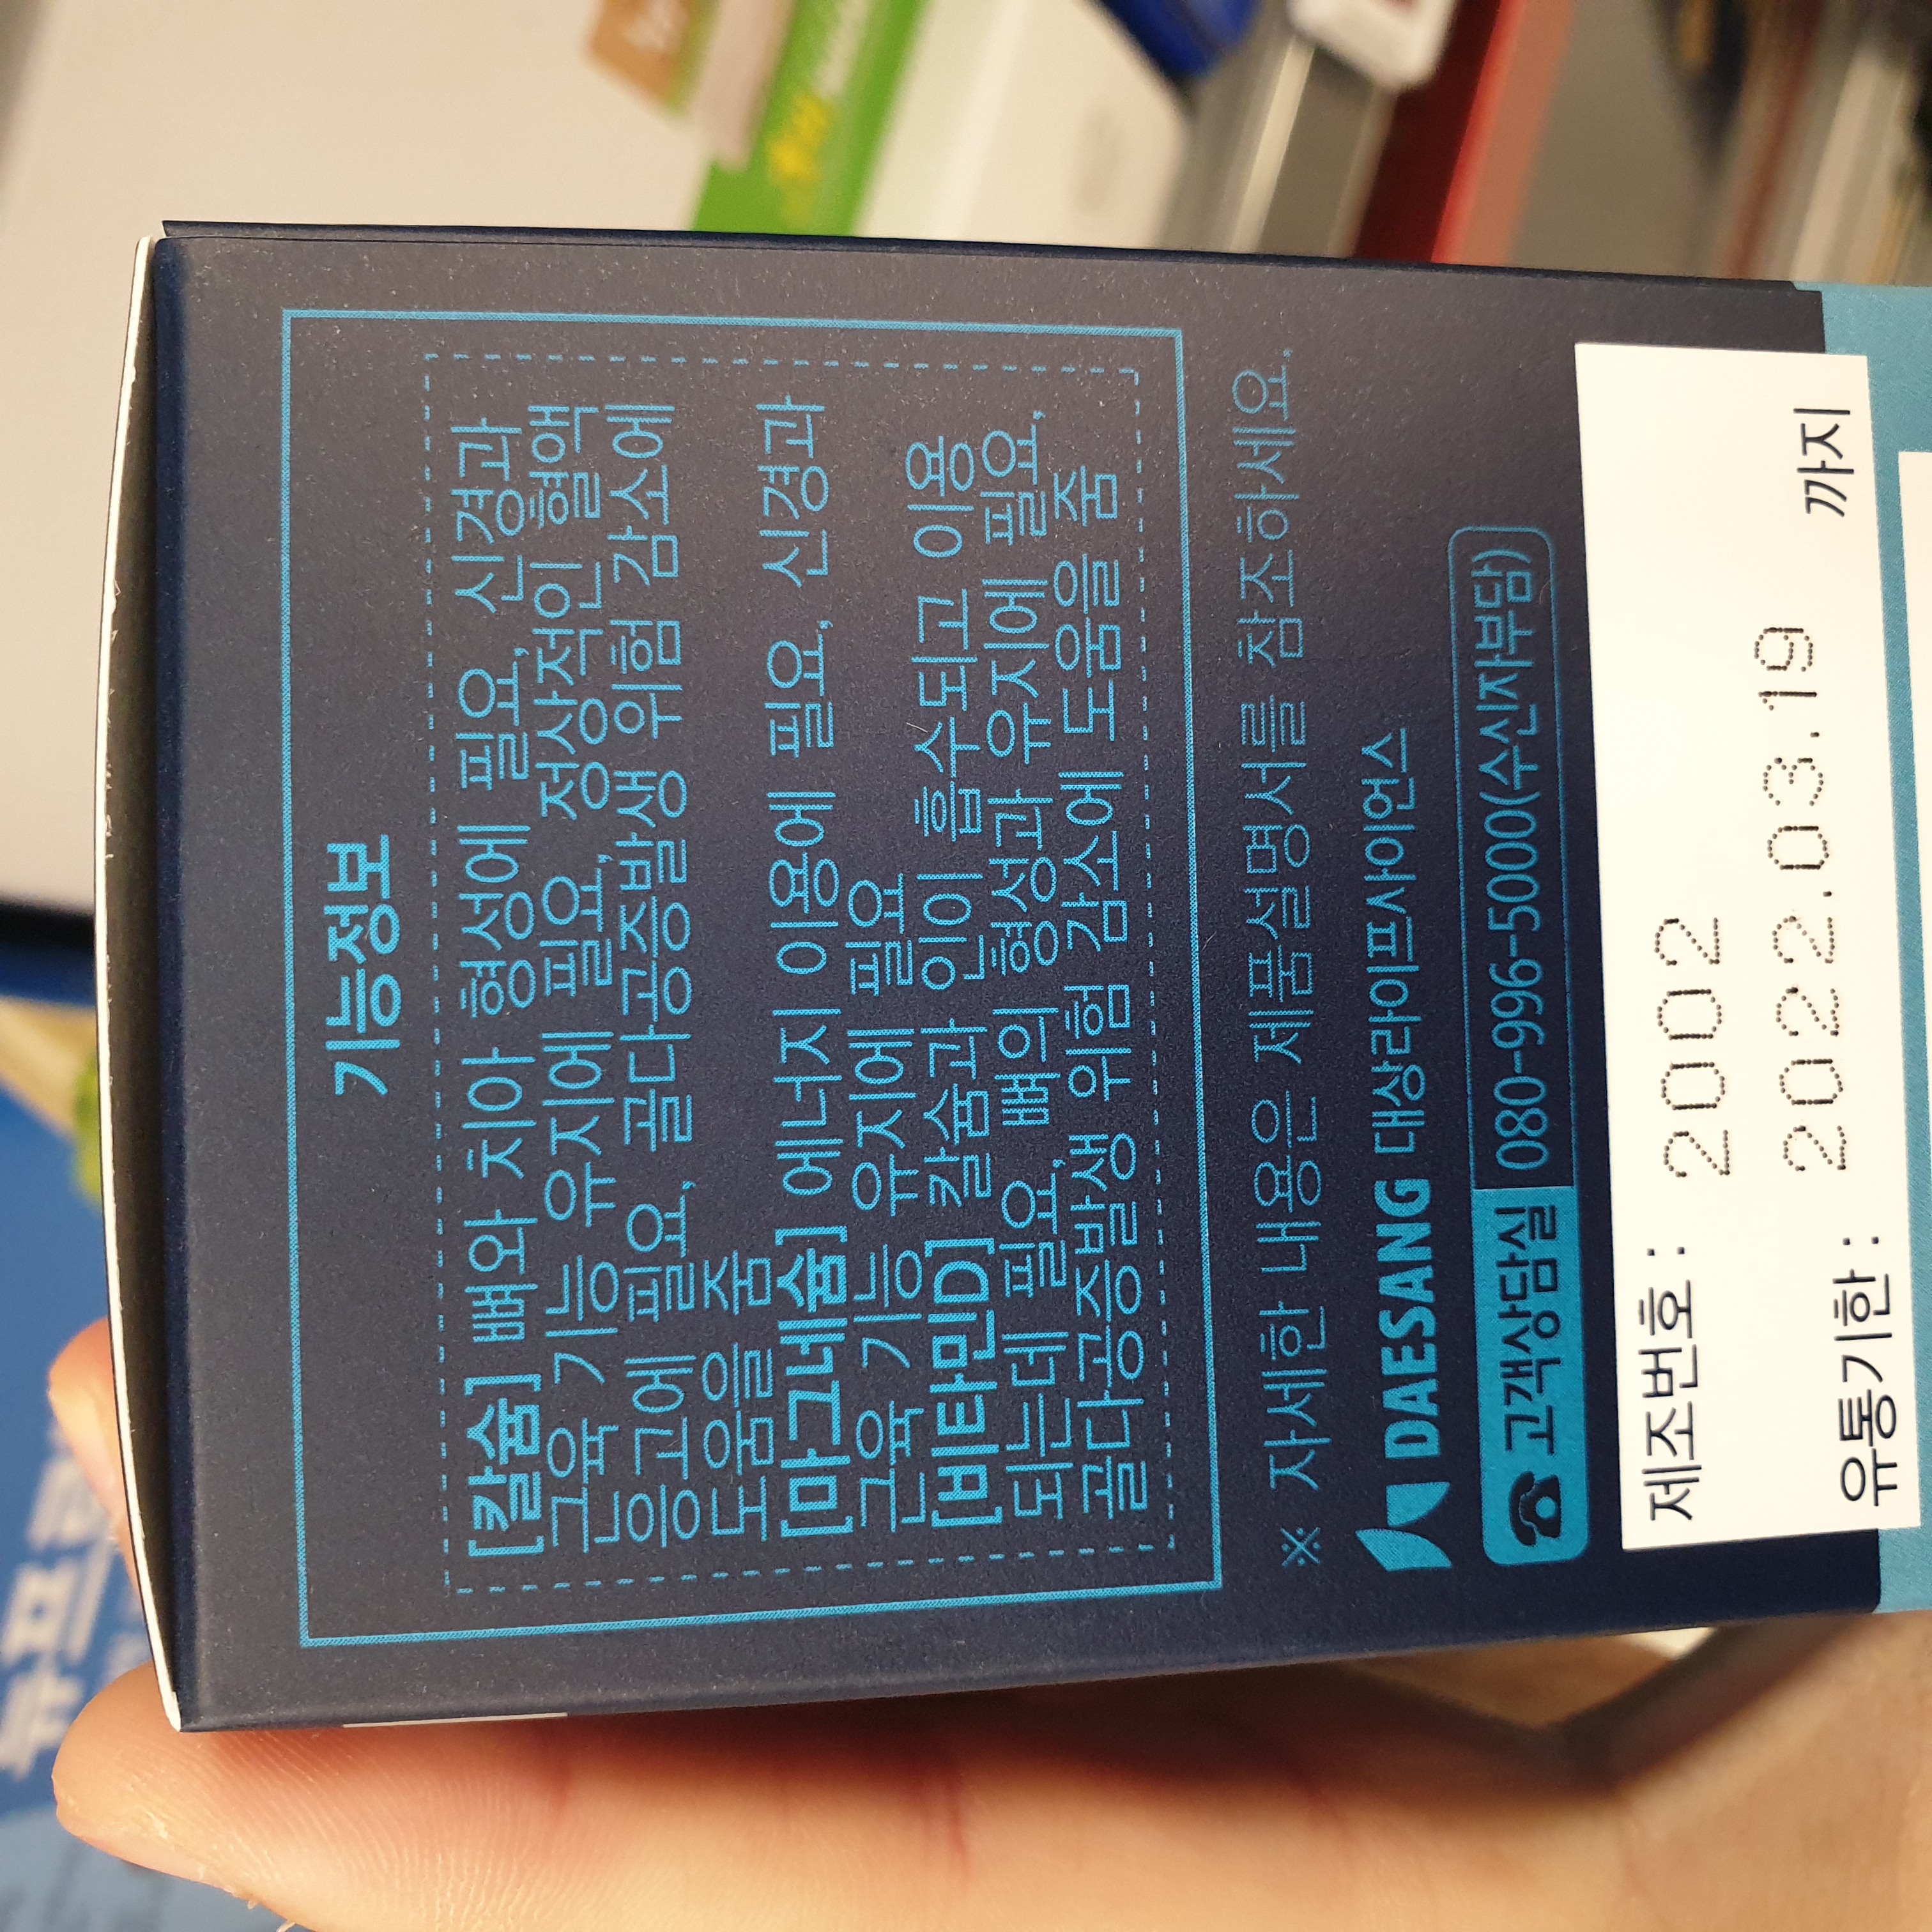 뉴프
기능정보
[칼슘] 뼈와 치아 형성에 필요, 신경과
근육 기능 유지에 필요, 정상적인 혈액
응고에 필요, 골다공증발생 위험 감소에
도움을 줌
[마그네슘] 에너지 이용에 필요, 신경과
근육 기능 유지에 필요
[비타민D] 칼슘과 인이 흡수되고 이용
되는데 필요, 뼈의 형성과 유지에 필요,
골다공증발생 위험 감소에 도움을 줌
※ 자세한 내용은 제품설명서를 참조하세요.
DAESANG 대상라이프사이언스
☎ 고객상담실 080-996-5000(수신자부담)
제조번호 : 2002
유통기한 : 2022.03.19 까지